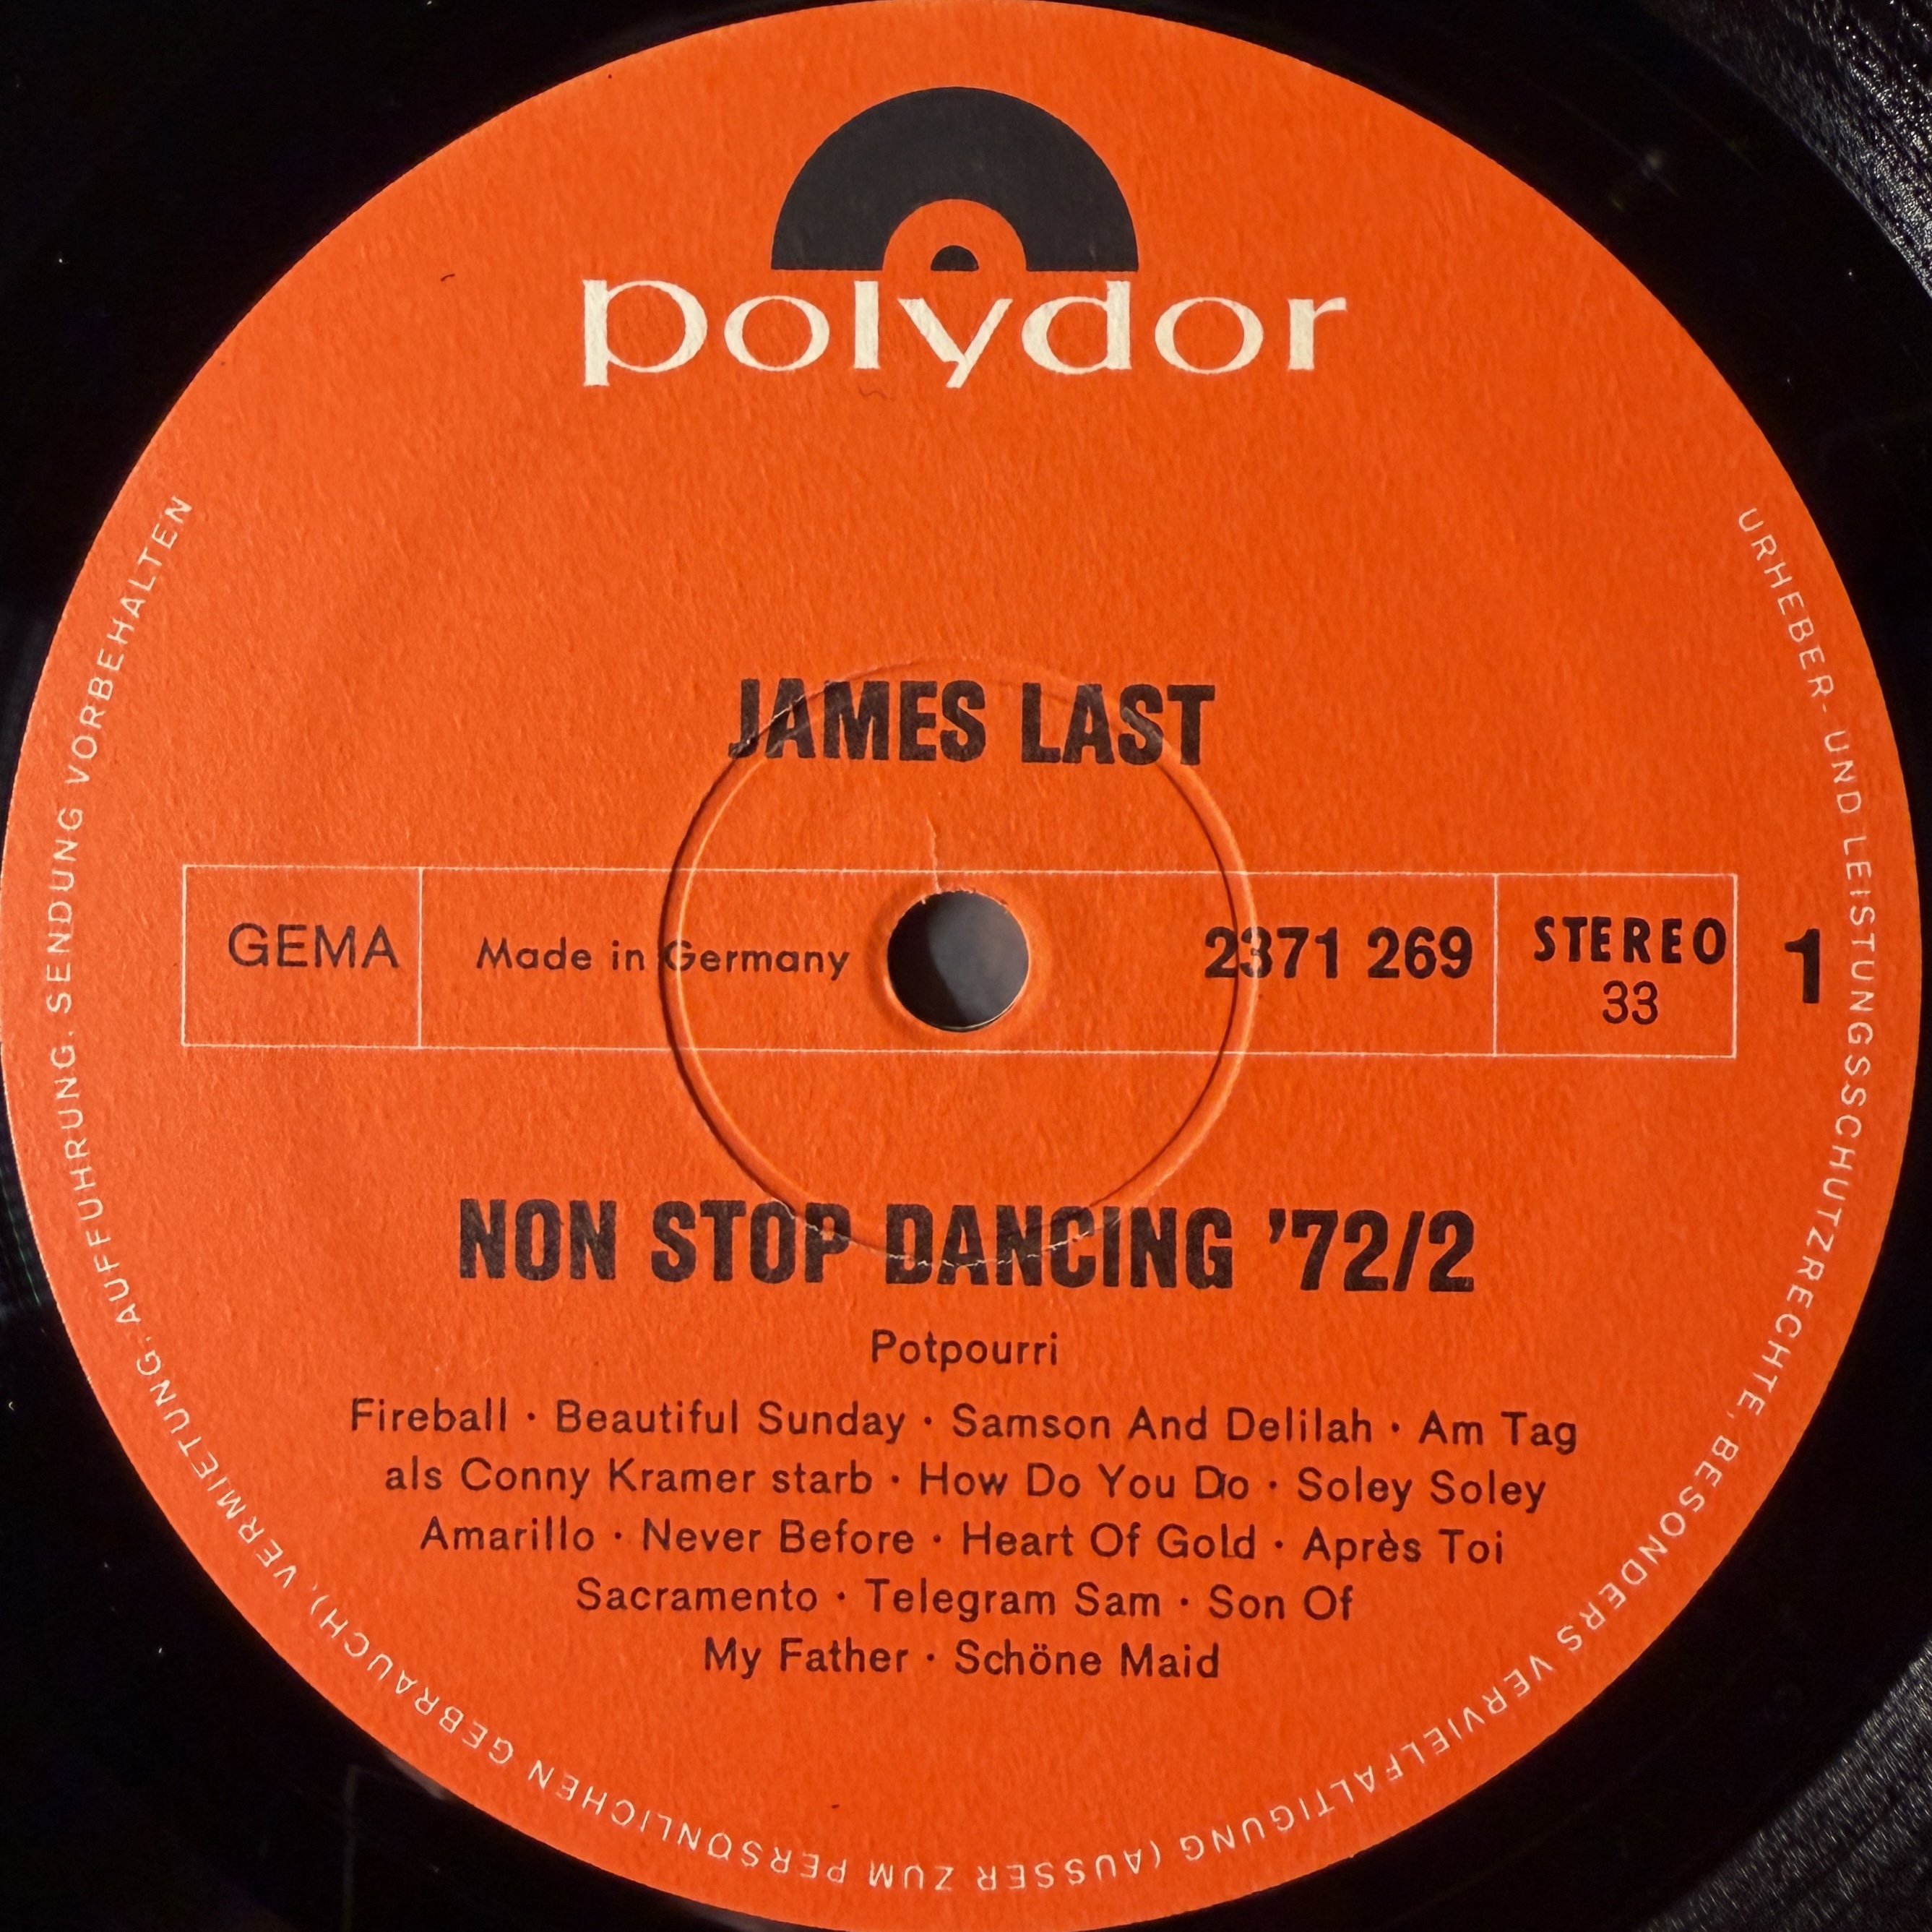 polydor
JAMES LAST
GEMA
Made in Germany
2371 269
STEREO
33
1
NON STOP DANCING '72/2
Potpourri
Fireball · Beautiful Sunday · Samson And Delilah · Am Tag
als Conny Kramer starb · How Do You Do · Soley Soley
Amarillo · Never Before · Heart Of Gold · Après Toi
Sacramento · Telegram Sam · Son Of
My Father · Schöne Maid
URHEBER- UND LEISTUNGSSCHUTZRECHTE, BESONDERS VERVIELFÄLTIGUNG (AUSSER ZUM PERSÖNLICHEN GEBRAUCH), VERMIETUNG, AUFFÜHRUNG, SENDUNG VORBEHALTEN